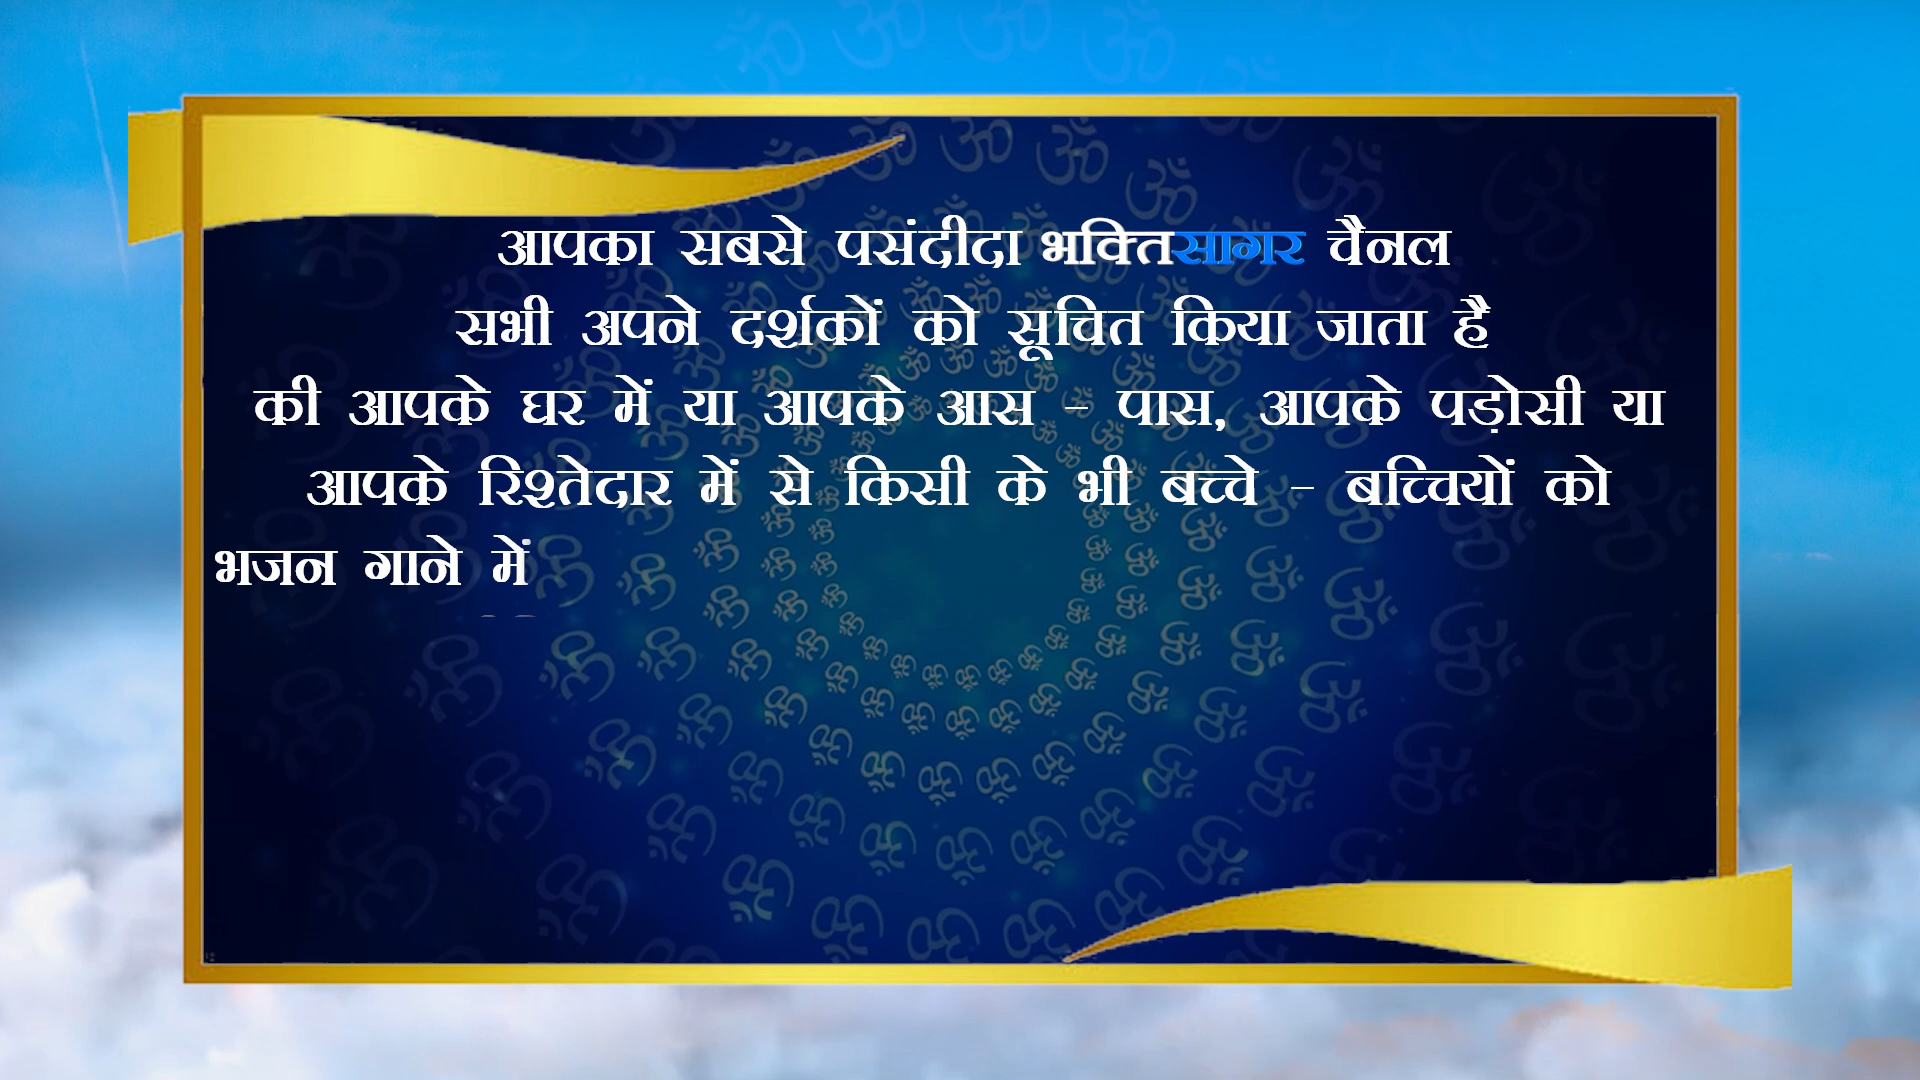 आपका सबसे पसंदीदा भक्तिसागर चैनल
सभी अपने दर्शकों को सूचित किया जाता है
की आपके घर में या आपके आस - पास, आपके पड़ोसी या
आपके रिश्तेदार में से किसी के भी बच्चे - बच्चियों को
भजन गाने में